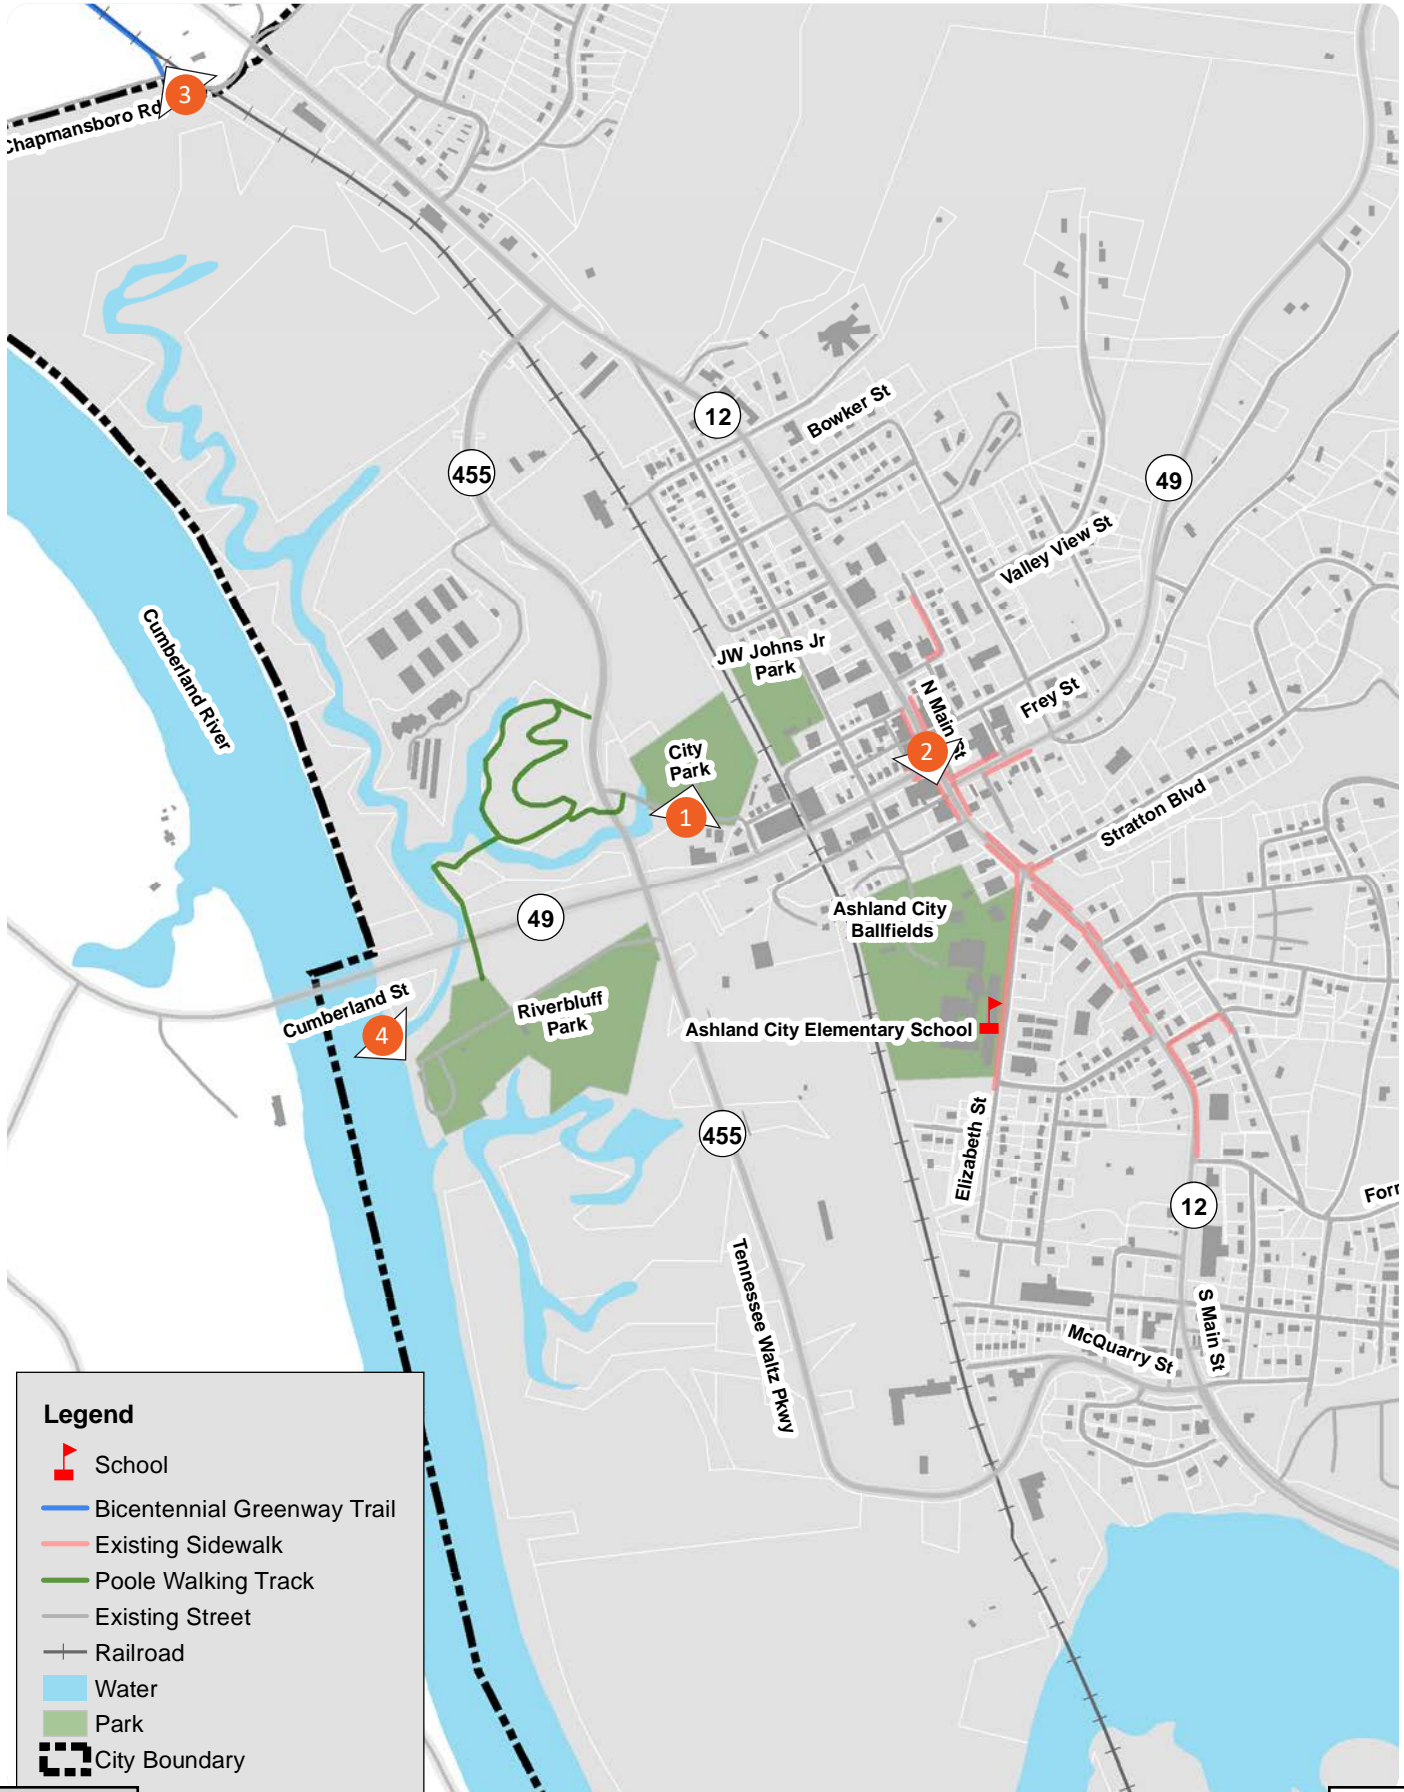 3
Chapmansboro Rd
12
Bowker St
455
49
Valley View St
Cumberland River
JW Johns Jr
Park
N Main St
Frey St
City
Park
2
1
Stratton Blvd
49
Ashland City
Ballfields
Cumberland St
Riverbluff
Park
4
Ashland City Elementary School
455
Elizabeth St
12
Forr
Tennessee Waltz Pkwy
S Main St
McQuarry St
Legend
School
Bicentennial Greenway Trail
Existing Sidewalk
Poole Walking Track
Existing Street
Railroad
Water
Park
City Boundary